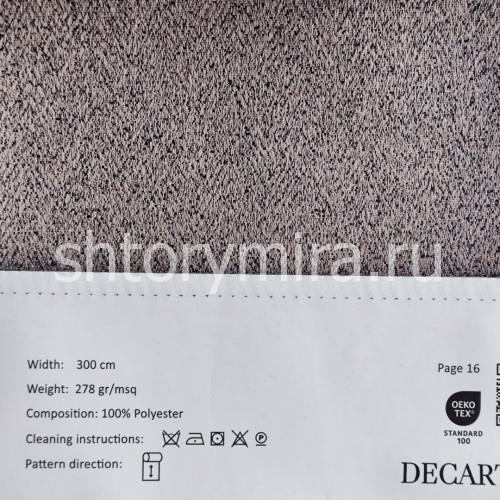 shtorymira.ru
Width: 300 cm
Page 16
Weight: 278 gr/msq
Composition: 100% Polyester
OEKO
TEX®
Cleaning instructions:
STANDARD
100
Pattern direction:
DECART